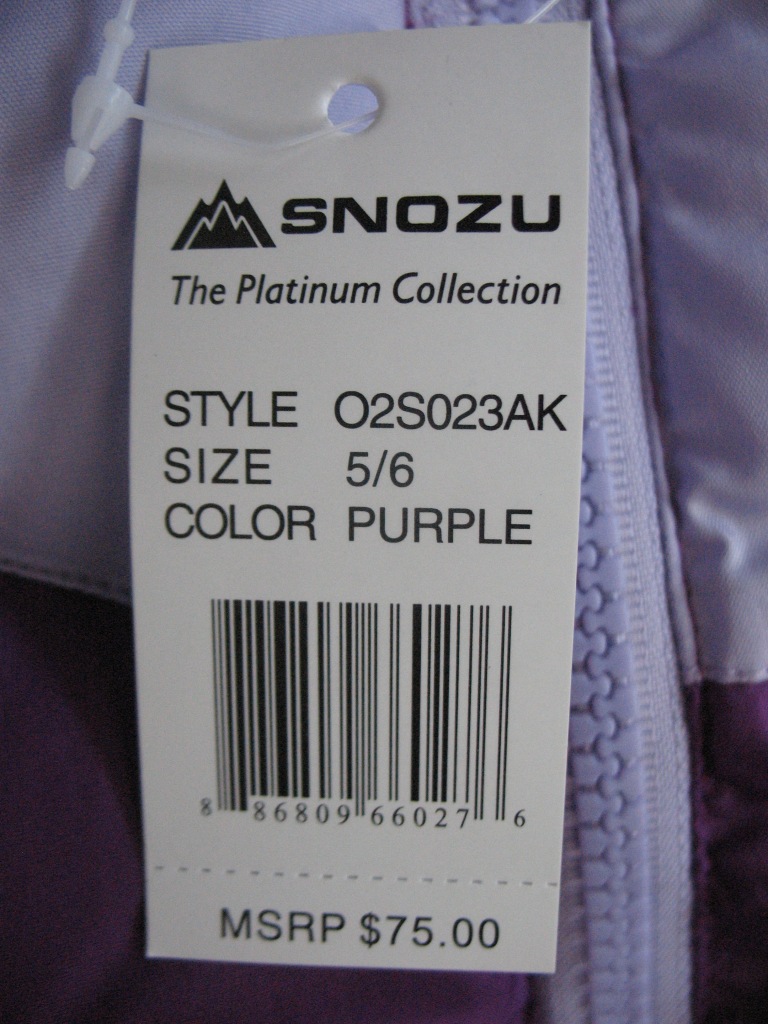 SNOZU
The Platinum Collection
STYLE O2S023AK
SIZE 5/6
COLOR PURPLE
8 86809 66027 6
MSRP $75.00